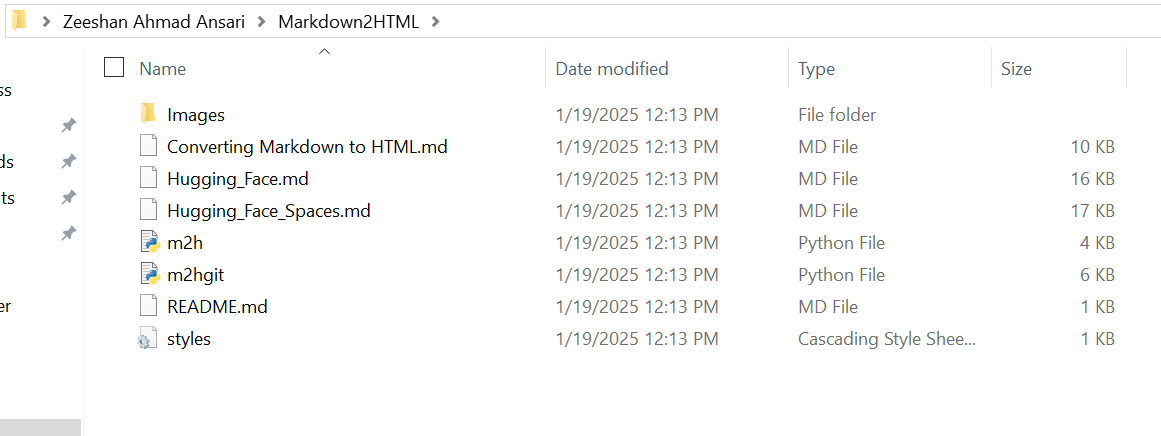 Zeeshan Ahmad Ansari > Markdown2HTML >
Name Date modified Type Size
ss
Images 1/19/2025 12:13 PM File folder
Converting Markdown to HTML.md 1/19/2025 12:13 PM MD File 10 KB
ds
Hugging_Face.md 1/19/2025 12:13 PM MD File 16 KB
ts
Hugging_Face_Spaces.md 1/19/2025 12:13 PM MD File 17 KB
m2h 1/19/2025 12:13 PM Python File 4 KB
m2hgit 1/19/2025 12:13 PM Python File 6 KB
er
README.md 1/19/2025 12:13 PM MD File 1 KB
styles 1/19/2025 12:13 PM Cascading Style Shee... 1 KB